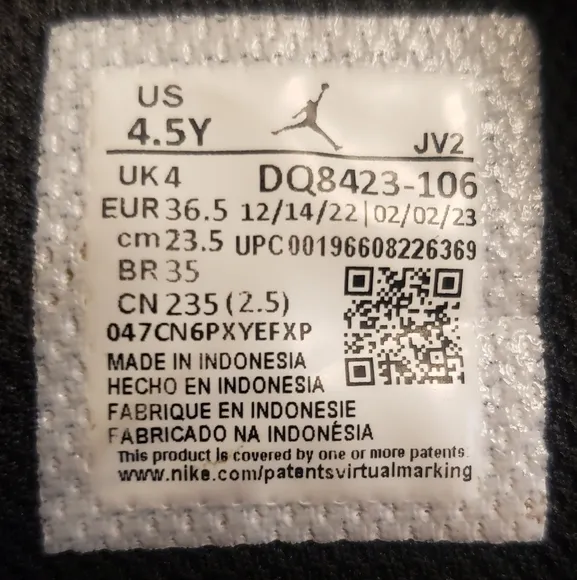 US
4.5Y
JV2
UK 4
DQ8423-106
EUR 36.5 12/14/22|02/02/23
cm 23.5 UPC 00196608226369
BR 35
CN 235 (2.5)
047CN6PXYEFXP
MADE IN INDONESIA
HECHO EN INDONESIA
FABRIQUE EN INDONESIE
FABRICADO NA INDONÉSIA
This product is covered by one or more patents.
www.nike.com/patentsvirtualmarking